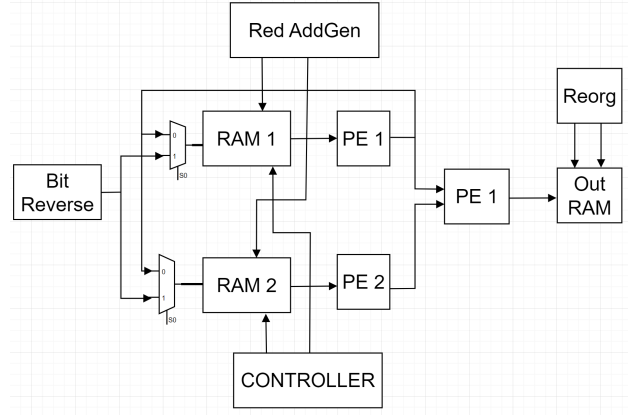 Red AddGen
Reorg
0
RAM 1
PE 1
1
S0
Bit
Reverse
PE 1
Out
RAM
0
RAM 2
PE 2
1
S0
CONTROLLER